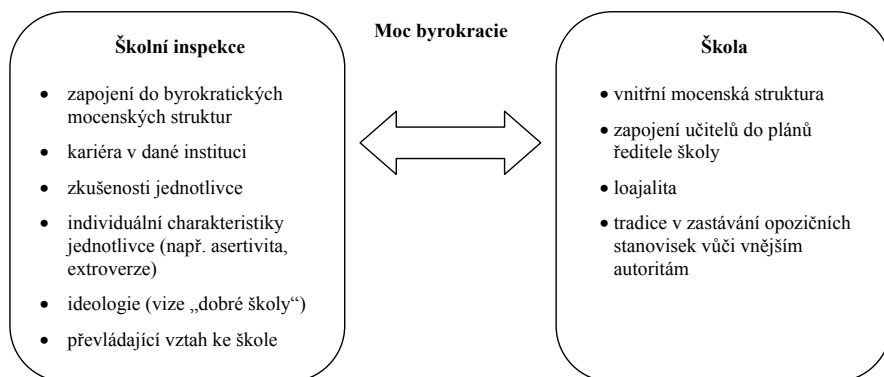 Školní inspekce
• zapojení do byrokratických
mocenských struktur
• kariéra v dané instituci
• zkušenosti jednotlivce
• individuální charakteristiky
jednotlivce (např. asertivita,
extroverze)
• ideologie (vize „dobré školy“)
• převládající vztah ke škole
Moc byrokracie
Škola
• vnitřní mocenská struktura
• zapojení učitelů do plánů
ředitele školy
• loajalita
• tradice v zastávání opozičních
stanovisek vůči vnějším
autoritám